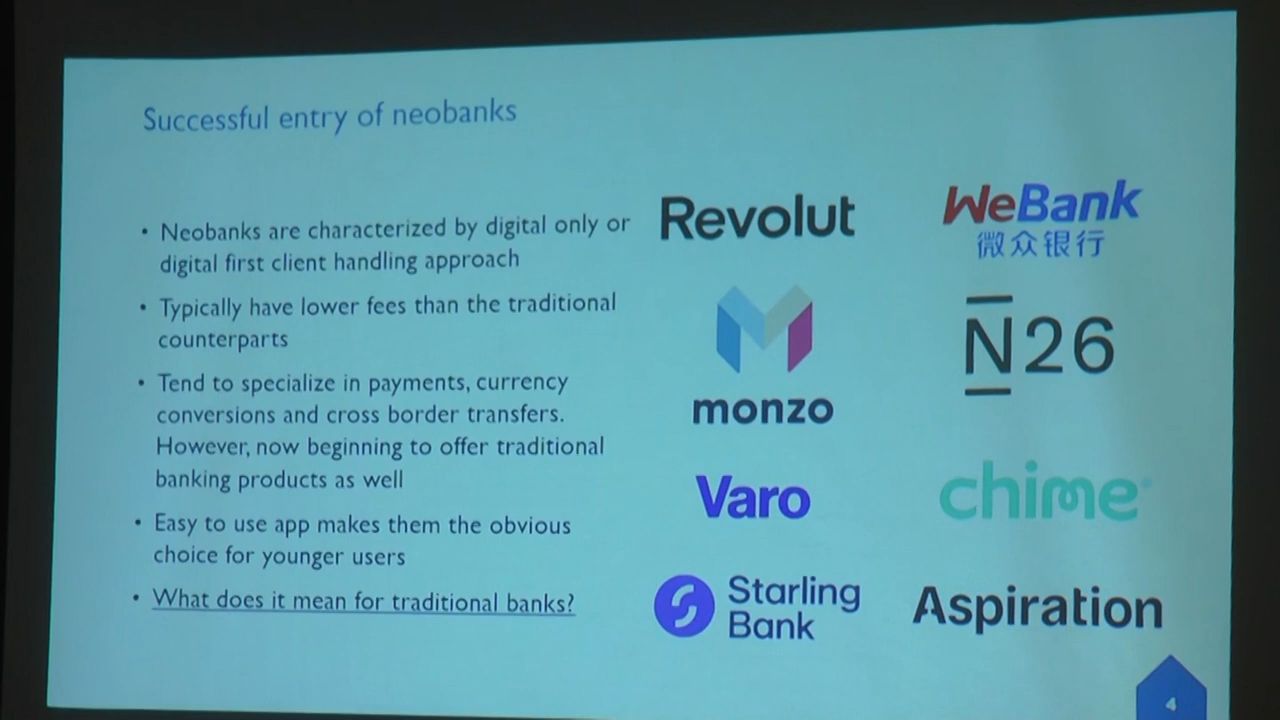 Successful entry of neobanks
• Neobanks are characterized by digital only or
digital first client handling approach
• Typically have lower fees than the traditional
counterparts
• Tend to specialize in payments, currency
conversions and cross border transfers.
However, now beginning to offer traditional
banking products as well
• Easy to use app makes them the obvious
choice for younger users
• What does it mean for traditional banks?
Revolut
WeBank
微众银行
monzo
N26
Varo
chime
Starling
Bank
Aspiration
4